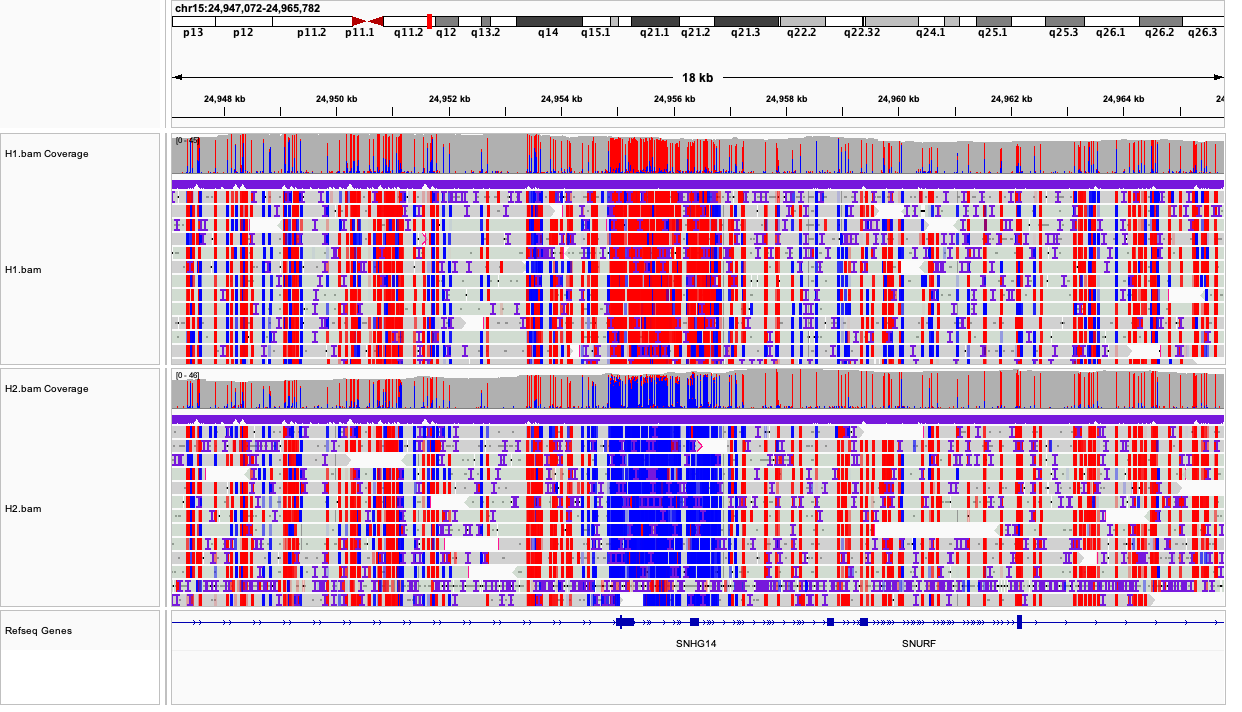 chr15:24,947,072-24,965,782
p13 p12 p11.2 p11.1 q11.2 q12 q13.2 q14 q15.1 q21.1 q21.2 q21.3 q22.2 q22.32 q24.1 q25.1 q25.3 q26.1 q26.2 q26.3
18 kb
24,948 kb 24,950 kb 24,952 kb 24,954 kb 24,956 kb 24,958 kb 24,960 kb 24,962 kb 24,964 kb 24
H1.bam Coverage
[0 - 45]
H1.bam
H2.bam Coverage
[0 - 46]
H2.bam
Refseq Genes
SNHG14 SNURF